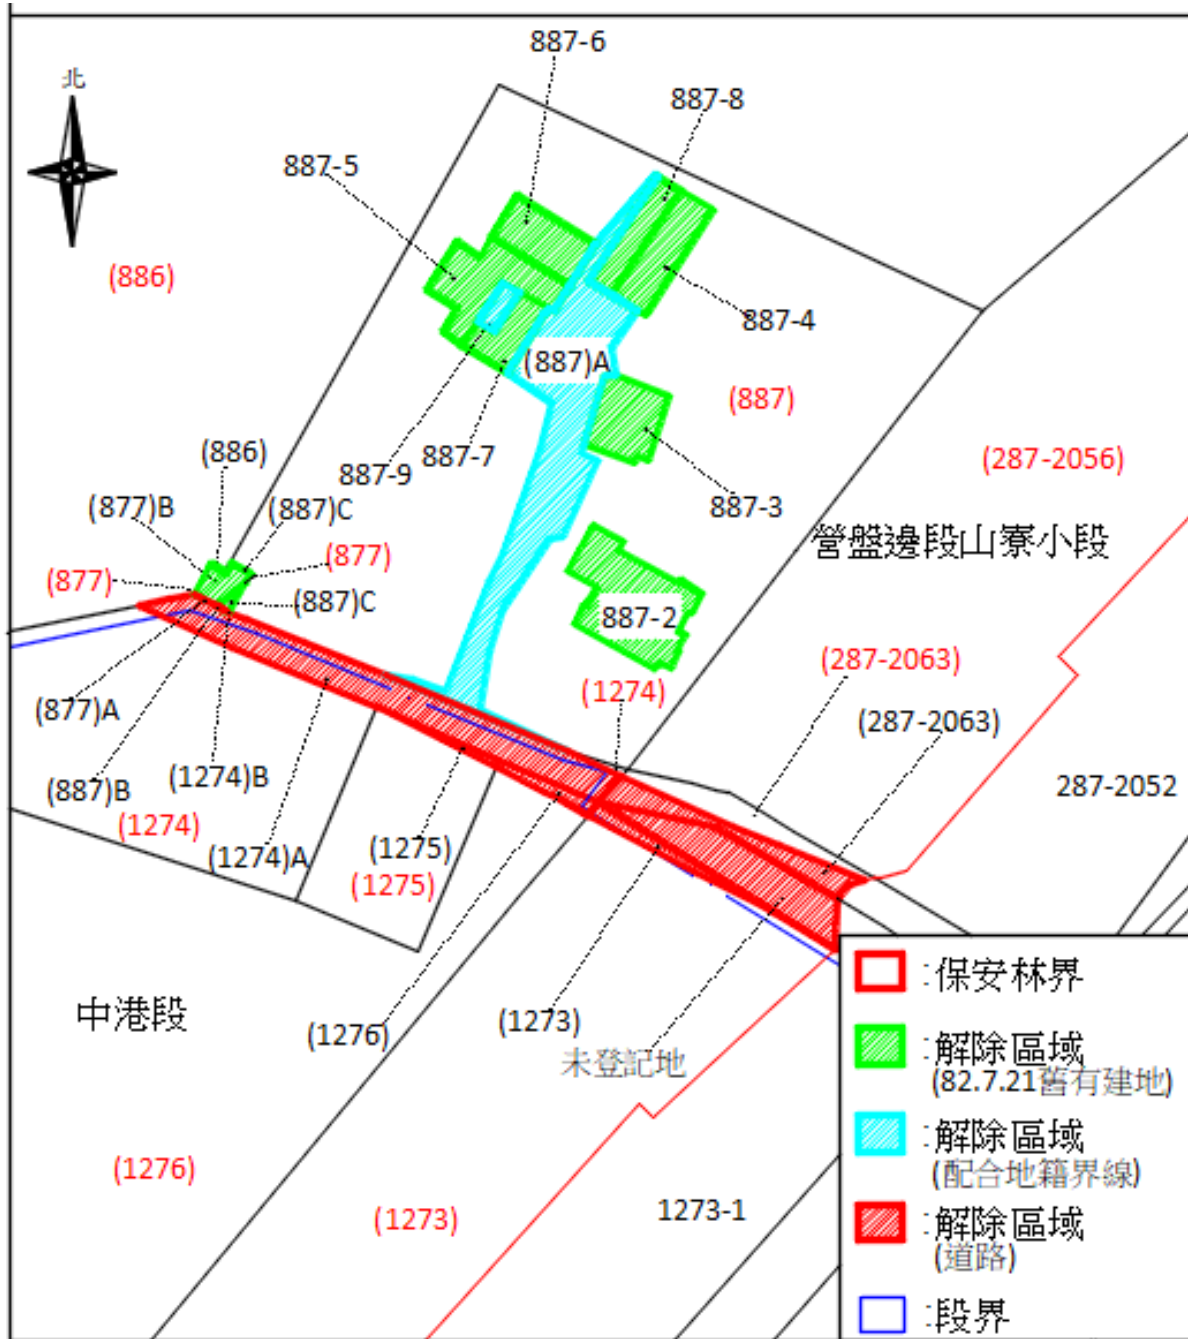 887-6
北
887-8
887-5
(886)
887-4
(887)A
(887)
(886)
887-7
887-9
(287-2056)
(877)B
(887)C
887-3
營盤邊段山寮小段
(877)
(877)
(887)C
887-2
(287-2063)
(1274)
(877)A
(287-2063)
(887)B
(1274)B
287-2052
(1274)
(1274)A
(1275)
(1275)
中港段
(1276)
(1273)
未登記地
(1276)
(1273)
1273-1
:保安林界
:解除區域
(82.7.21舊有建地)
:解除區域
(配合地籍界線)
:解除區域
(道路)
:段界